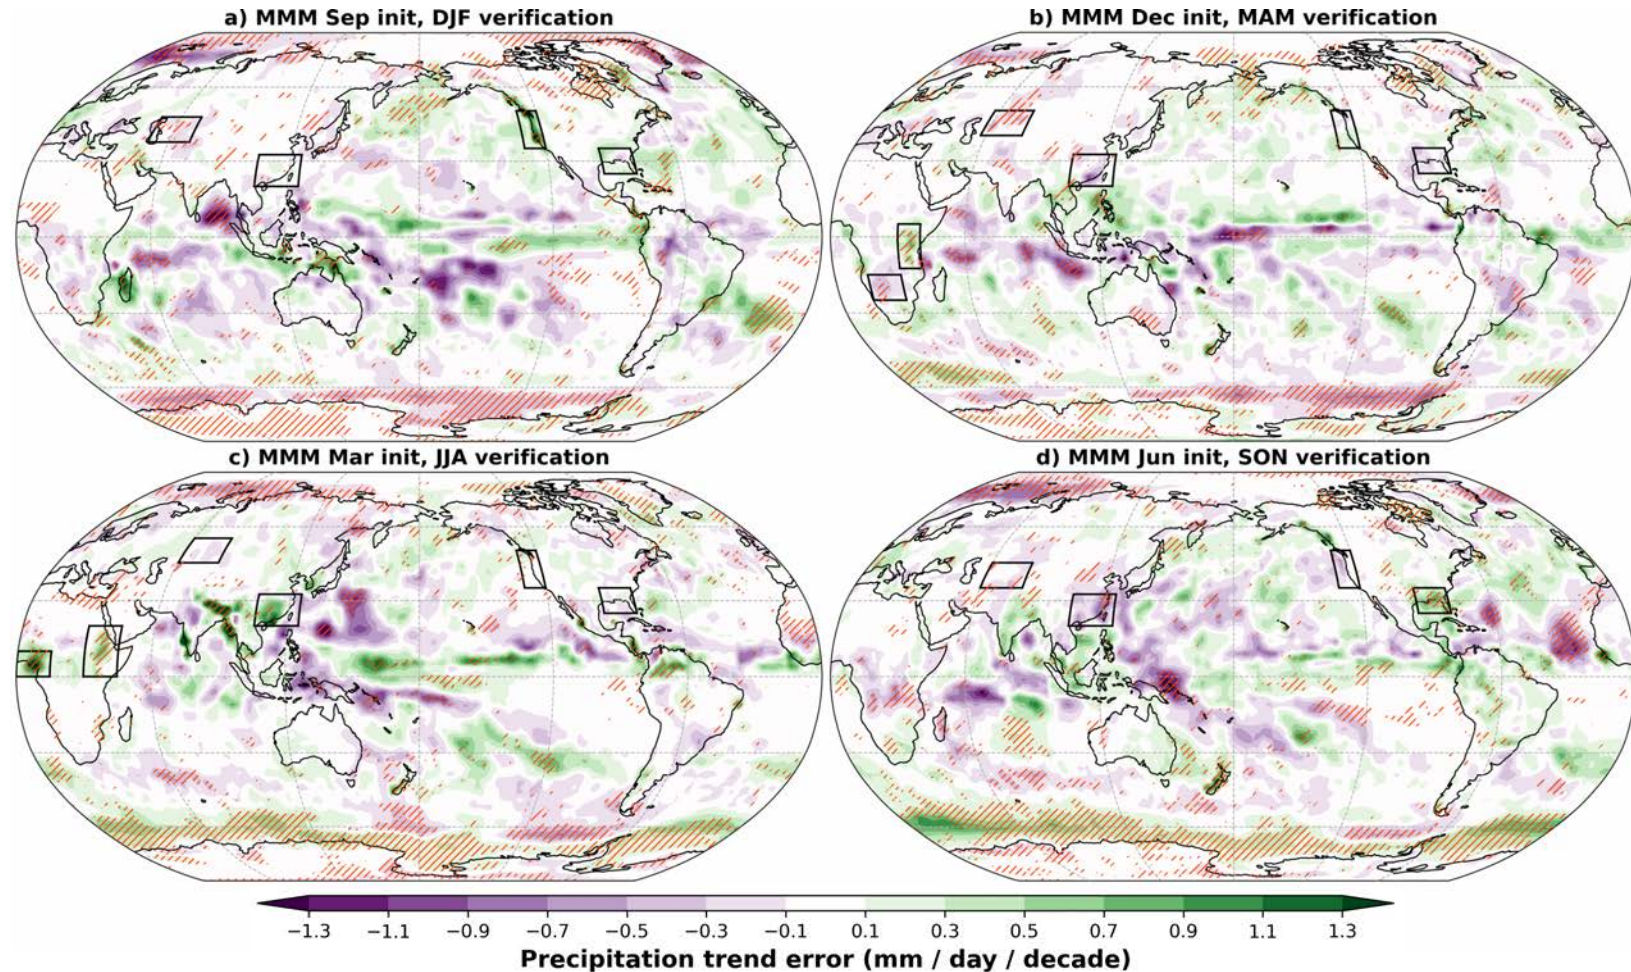 a) MMM Sep init, DJF verification
b) MMM Dec init, MAM verification
c) MMM Mar init, JJA verification
d) MMM Jun init, SON verification
−1.3 −1.1 −0.9 −0.7 −0.5 −0.3 −0.1 0.1 0.3 0.5 0.7 0.9 1.1 1.3
Precipitation trend error (mm / day / decade)